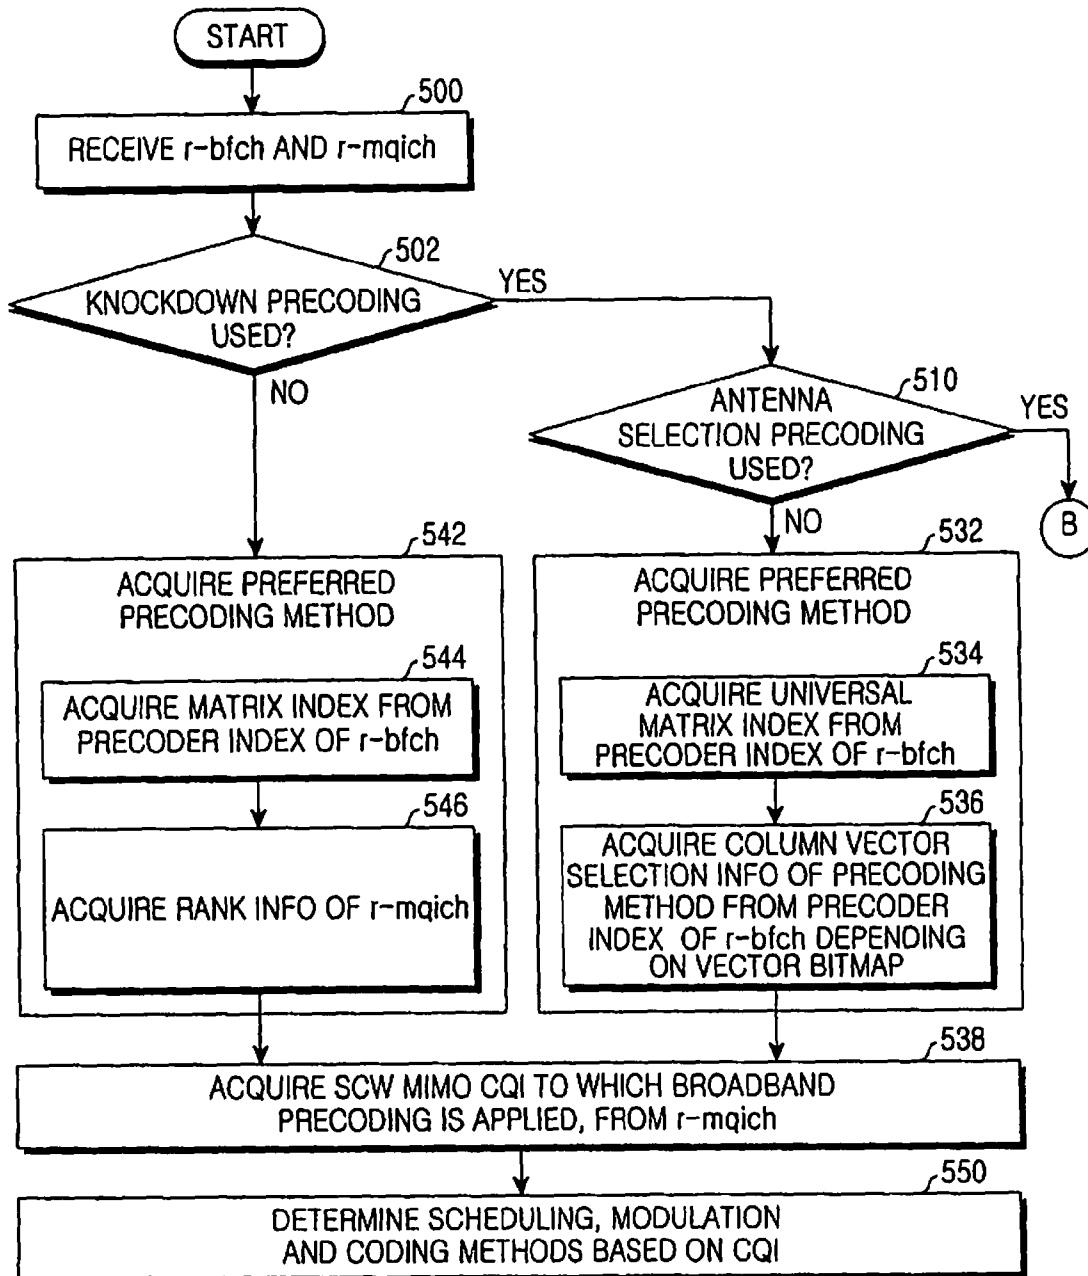 START
500
RECEIVE r-bfch AND r-mqich
502
KNOCKDOWN PRECODING
USED?
YES
NO
510
ANTENNA
SELECTION PRECODING
USED?
YES
NO
B
542
ACQUIRE PREFERRED
PRECODING METHOD
544
ACQUIRE MATRIX INDEX FROM
PRECODER INDEX OF r-bfch
546
ACQUIRE RANK INFO OF r-mqich
532
ACQUIRE PREFERRED
PRECODING METHOD
534
ACQUIRE UNIVERSAL
MATRIX INDEX FROM
PRECODER INDEX OF r-bfch
536
ACQUIRE COLUMN VECTOR
SELECTION INFO OF PRECODING
METHOD FROM PRECODER
INDEX OF r-bfch DEPENDING
ON VECTOR BITMAP
538
ACQUIRE SCW MIMO CQI TO WHICH BROADBAND
PRECODING IS APPLIED, FROM r-mqich
550
DETERMINE SCHEDULING, MODULATION
AND CODING METHODS BASED ON CQI